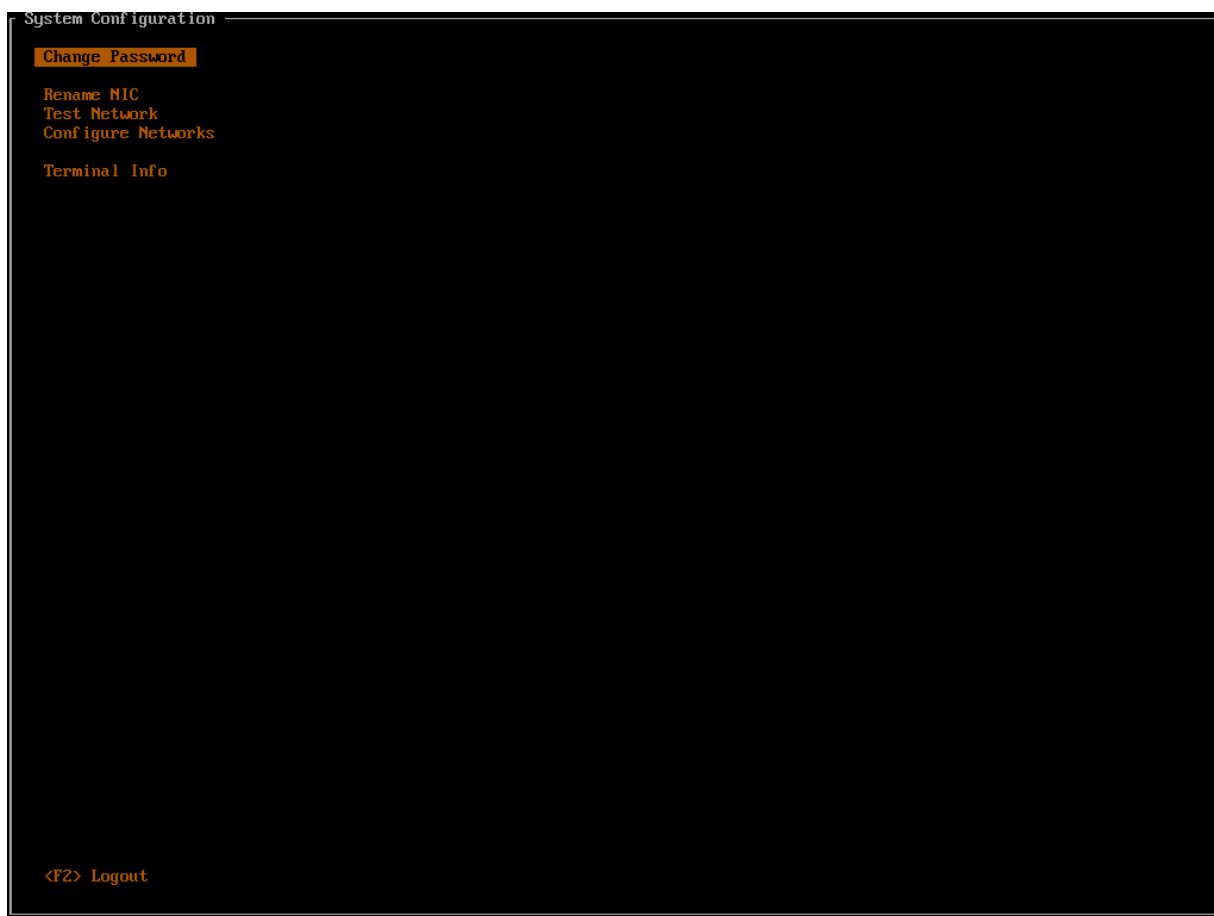 System Configuration
Change Password
Rename NIC
Test Network
Configure Networks
Terminal Info
<F2> Logout